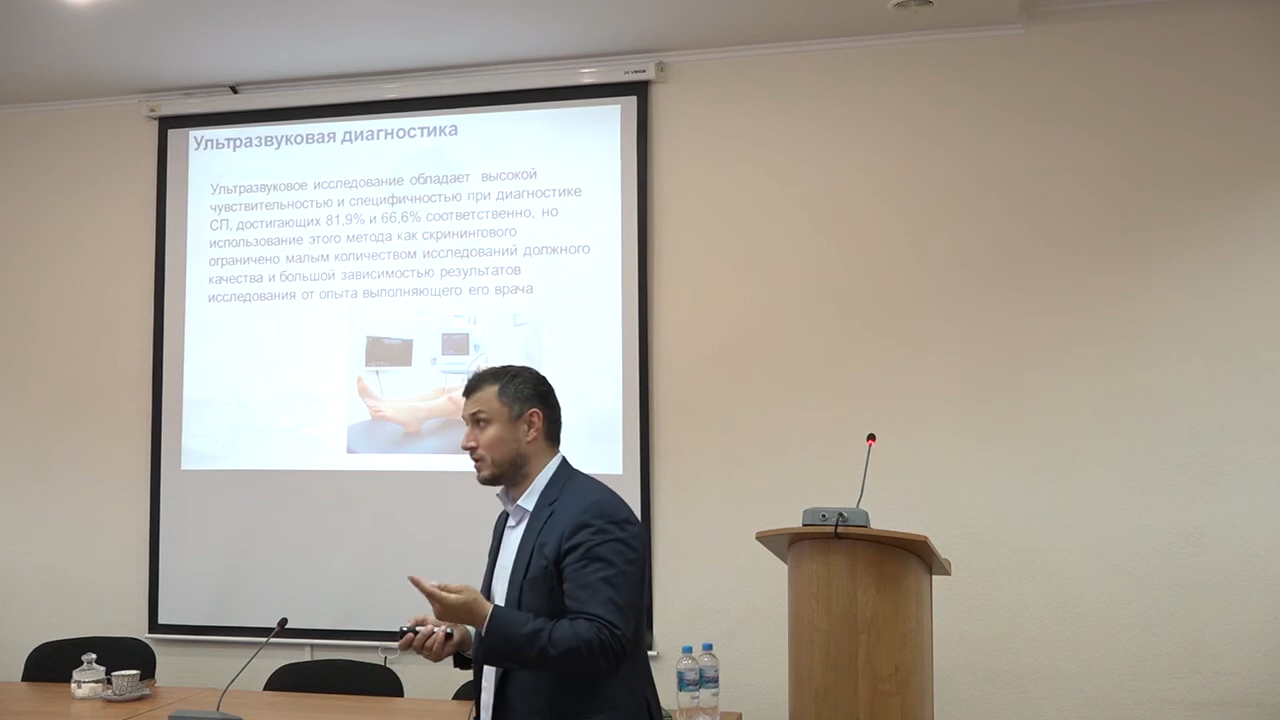 Ультразвуковая диагностика
Ультразвуковое исследование обладает высокой
чувствительностью и специфичностью при диагностике
СП, достигающих 81,9% и 66,6% соответственно, но
использование этого метода как скринингового
ограничено малым количеством исследований должного
качества и большой зависимостью результатов
исследования от опыта выполняющего его врача